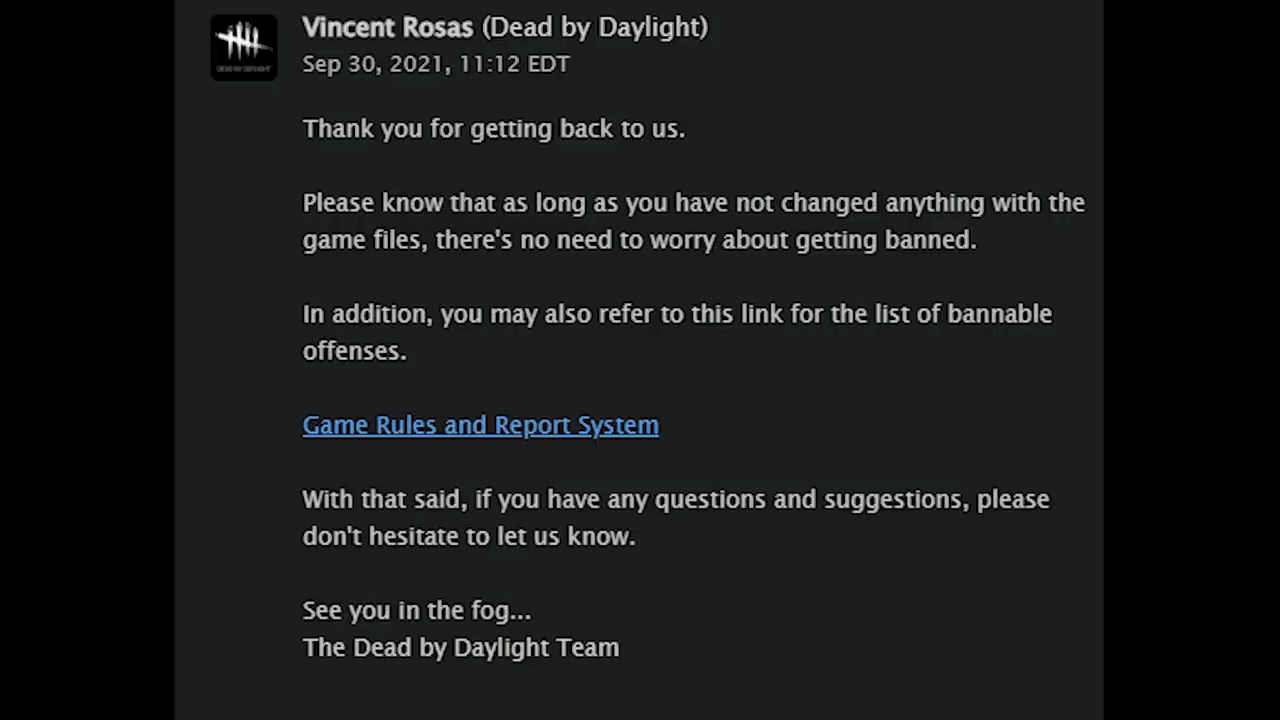 Vincent Rosas (Dead by Daylight)
Sep 30, 2021, 11:12 EDT
Thank you for getting back to us.
Please know that as long as you have not changed anything with the
game files, there's no need to worry about getting banned.
In addition, you may also refer to this link for the list of bannable
offenses.
Game Rules and Report System
With that said, if you have any questions and suggestions, please
don't hesitate to let us know.
See you in the fog...
The Dead by Daylight Team